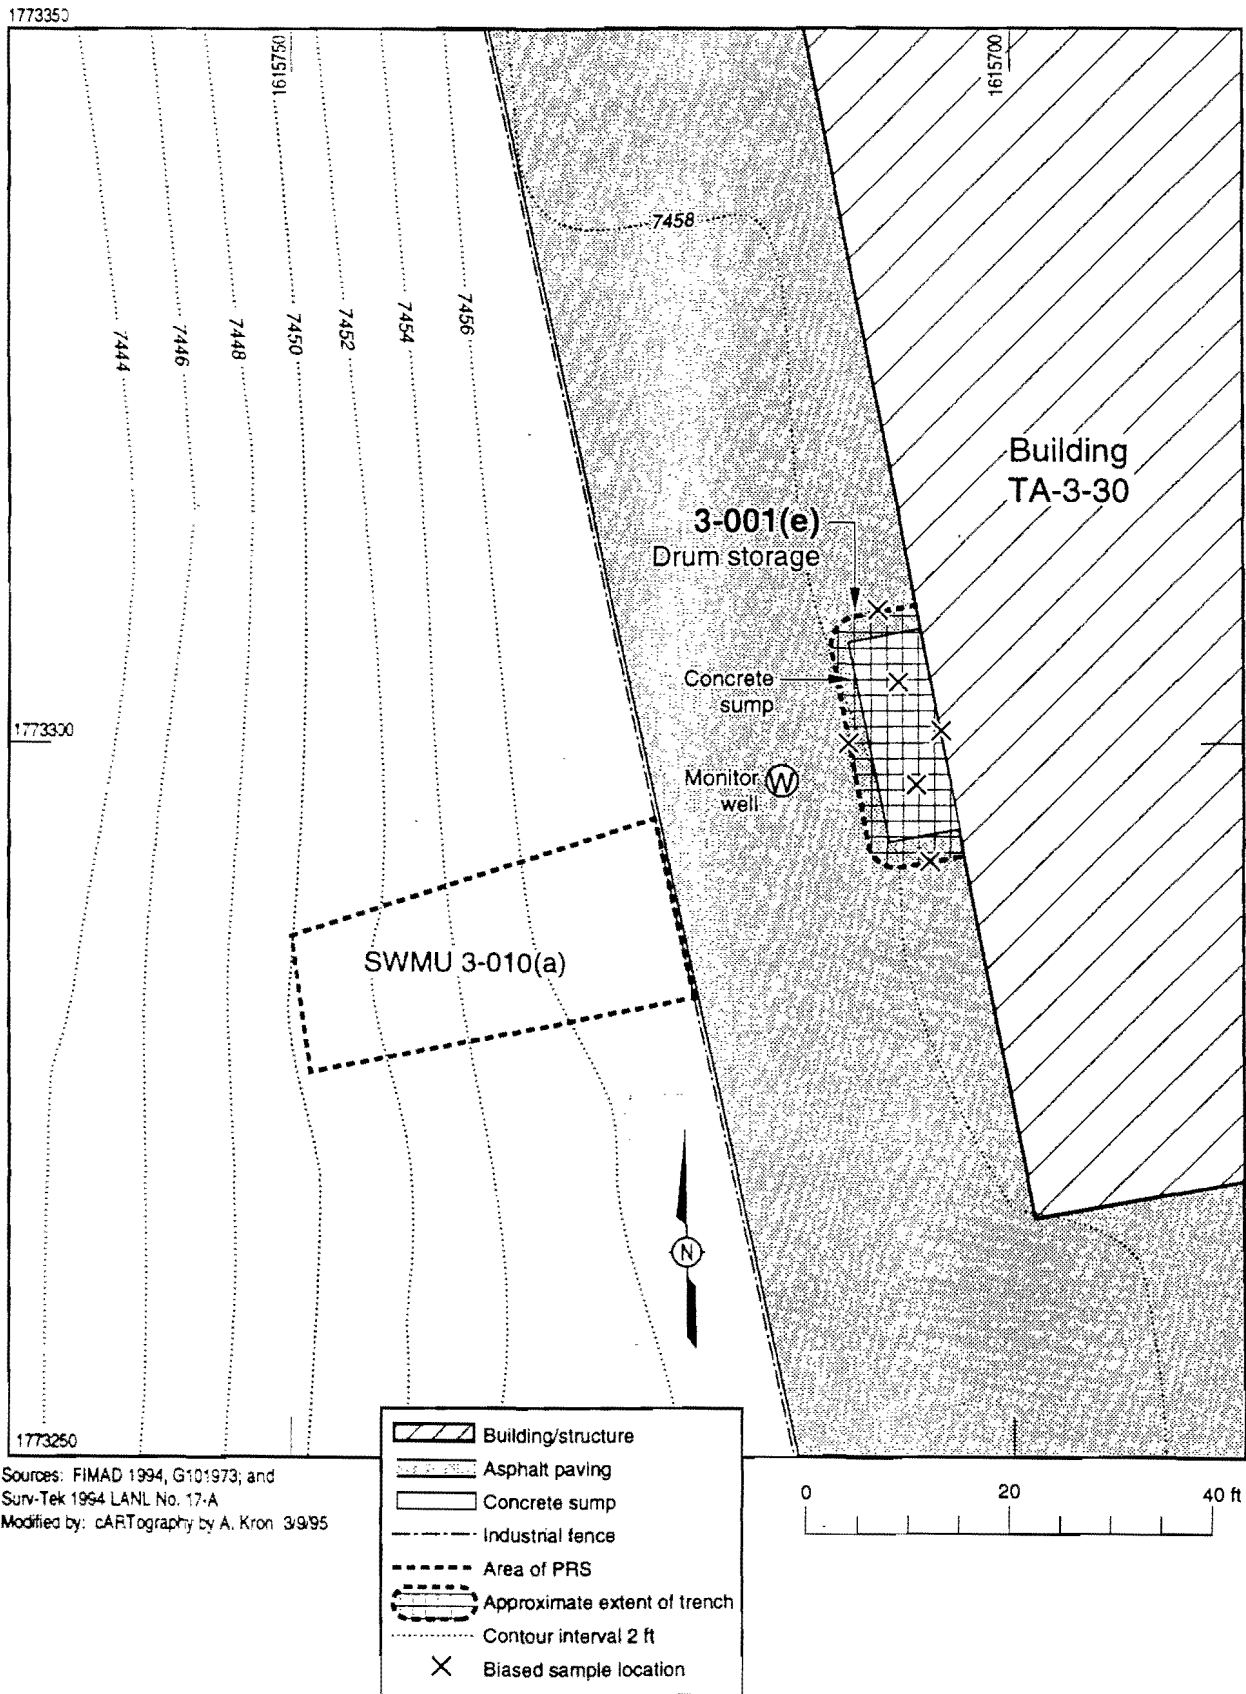 1773350
1615750
1615700
7458
7444
7446
7448
7450
7452
7454
7456
Building
TA-3-30
3-001(e)
Drum storage
Concrete
sump
1773300
Monitor
well
W
SWMU 3-010(a)
N
1773250
Sources: FIMAD 1994, G101973; and
Surv-Tek 1994 LANL No. 17-A
Modified by: cARTography by A. Kron 3/9/95
Building/structure
Asphalt paving
Concrete sump
Industrial fence
Area of PRS
Approximate extent of trench
Contour interval 2 ft
Biased sample location
0 20 40 ft